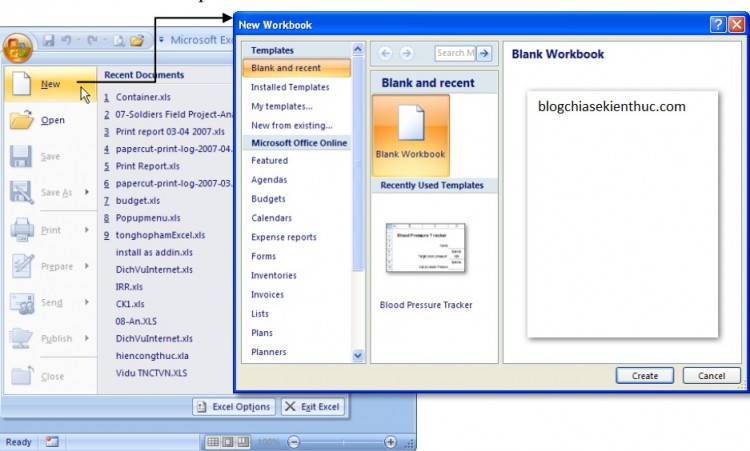 Microsoft Exc
New
Open
Save
Save As
Print
Prepare
Send
Publish
Close
Recent Documents
1 Container.xls
2 07-Soldiers Field Project-Ana
3 Print report 03-04 2007.xls
4 papercut-print-log-2007-04.
5 Print Report.xls
6 papercut-print-log-2007-03.
7 budget.xls
8 Popupmenu.xls
9 tonghophamExcel.xls
install as addin.xls
DichVuInternet.xls
IRR.xls
CK1.xls
08-An.XLS
DichVuInternet.xls
hiencongthuc.xla
Vidu TNCTVN.XLS
Excel Options
Exit Excel
Ready
100%
New Workbook
Templates
Blank and recent
Installed Templates
My templates...
New from existing...
Microsoft Office Online
Featured
Agendas
Budgets
Calendars
Expense reports
Forms
Inventories
Invoices
Lists
Plans
Planners
Search M
Blank and recent
Blank Workbook
Recently Used Templates
Blood Pressure Tracker
Blood Pressure Tracker
Blank Workbook
blogchiasekienthuc.com
Create
Cancel